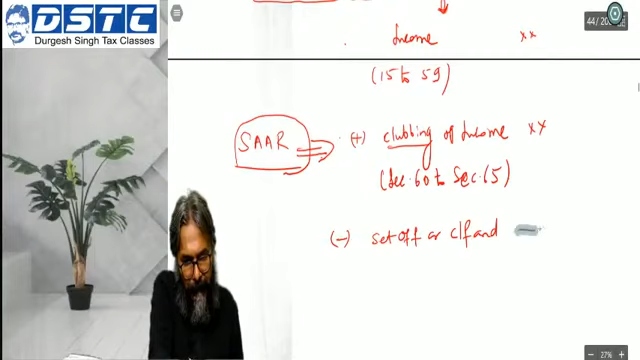 DSTC
Durgesh Singh Tax Classes
44/20
Income xx
(15 to 59)
SAAR
(+) clubbing of Income xx
(Sec. 60 to Sec. 65)
(-) set off or c/f and
27%